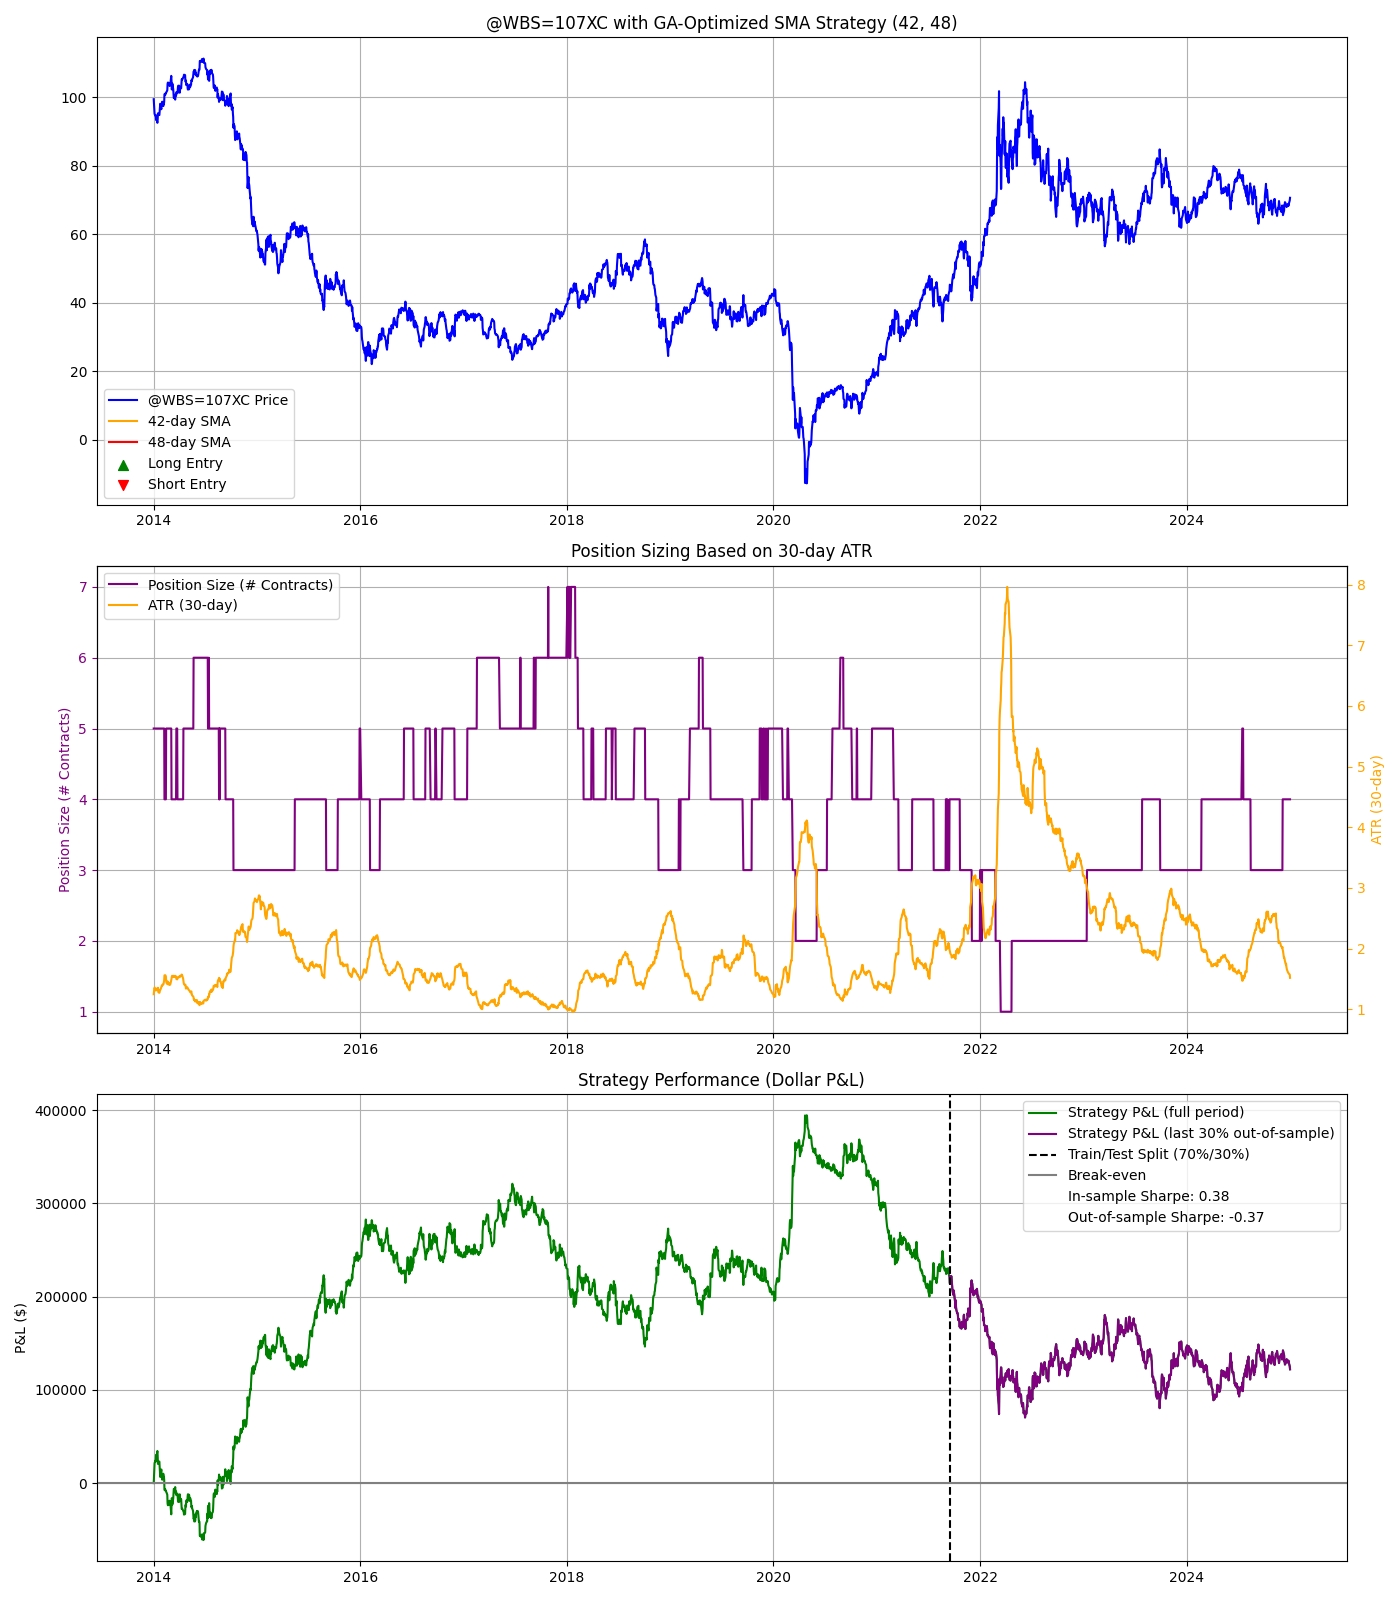 @WBS=107XC with GA-Optimized SMA Strategy (42, 48)
100
80
60
40
20
0
@WBS=107XC Price
42-day SMA
48-day SMA
Long Entry
Short Entry
2014 2016 2018 2020 2022 2024
Position Sizing Based on 30-day ATR
Position Size (# Contracts)
7
6
5
4
3
2
1
Position Size (# Contracts)
ATR (30-day)
8
7
6
5
4
3
2
1
ATR (30-day)
2014 2016 2018 2020 2022 2024
Strategy Performance (Dollar P&L)
P&L ($)
400000
300000
200000
100000
0
Strategy P&L (full period)
Strategy P&L (last 30% out-of-sample)
Train/Test Split (70%/30%)
Break-even
In-sample Sharpe: 0.38
Out-of-sample Sharpe: -0.37
2014 2016 2018 2020 2022 2024